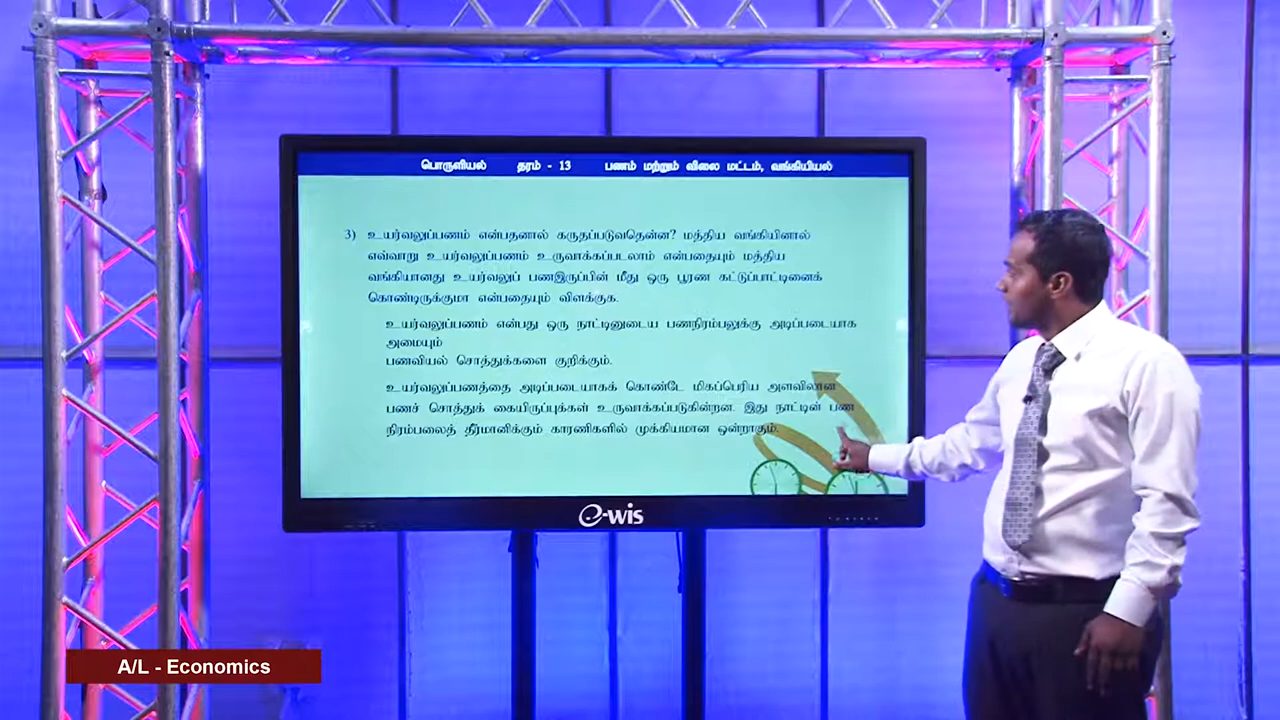 பொருளியல் தரம் - 13 பணம் மற்றும் விலை மட்டம், வங்கியியல்
3) உயர்வலுப்பணம் என்பதனால் கருதப்படுவதென்ன? மத்திய வங்கியினால்
எவ்வாறு உயர்வலுப்பணம் உருவாக்கப்படலாம் என்பதையும் மத்திய
வங்கியானது உயர்வலுப் பணஇருப்பின் மீது ஒரு பூரண கட்டுப்பாட்டினைக்
கொண்டிருக்குமா என்பதையும் விளக்குக.
உயர்வலுப்பணம் என்பது ஒரு நாட்டினுடைய பணநிரம்பலுக்கு அடிப்படையாக
அமையும்
பணவியல் சொத்துக்களை குறிக்கும்.
உயர்வலுப்பணத்தை அடிப்படையாகக் கொண்டே மிகப்பெரிய அளவிலான
பணச் சொத்துக் கையிருப்புக்கள் உருவாக்கப்படுகின்றன. இது நாட்டின் பண
நிரம்பலைத் தீர்மானிக்கும் காரணிகளில் முக்கியமான ஒன்றாகும்.
e-wis
A/L - Economics